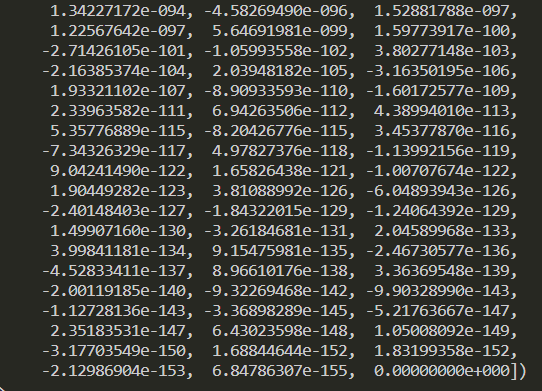 1.34227172e-094, -4.58269490e-096, 1.52881788e-097,
1.22567642e-097, 5.64691981e-099, 1.59773917e-100,
-2.71426105e-101, -1.05993558e-102, 3.80277148e-103,
-2.16385374e-104, 2.03948182e-105, -3.16350195e-106,
1.93321102e-107, -8.90933593e-110, -1.60172577e-109,
2.33963582e-111, 6.94263506e-112, 4.38994010e-113,
5.35776889e-115, -8.20426776e-115, 3.45377870e-116,
-7.34326329e-117, 4.97827376e-118, -1.13992156e-119,
9.04241490e-122, 1.65826438e-121, -1.00707674e-122,
1.90449282e-123, 3.81088992e-126, -6.04893943e-126,
-2.40148403e-127, -1.84322015e-129, -1.24064392e-129,
1.49907160e-130, -3.26184681e-131, 2.04589968e-133,
3.99841181e-134, 9.15475981e-135, -2.46730577e-136,
-4.52833411e-137, 8.96610176e-138, 3.36369548e-139,
-2.00119185e-140, -9.32269468e-142, -9.90328990e-143,
-1.12728136e-143, -3.36898289e-145, -5.21763667e-147,
2.35183531e-147, 6.43023598e-148, 1.05008092e-149,
-3.17703549e-150, 1.68844644e-152, 1.83199358e-152,
-2.12986904e-153, 6.84786307e-155, 0.00000000e+000])